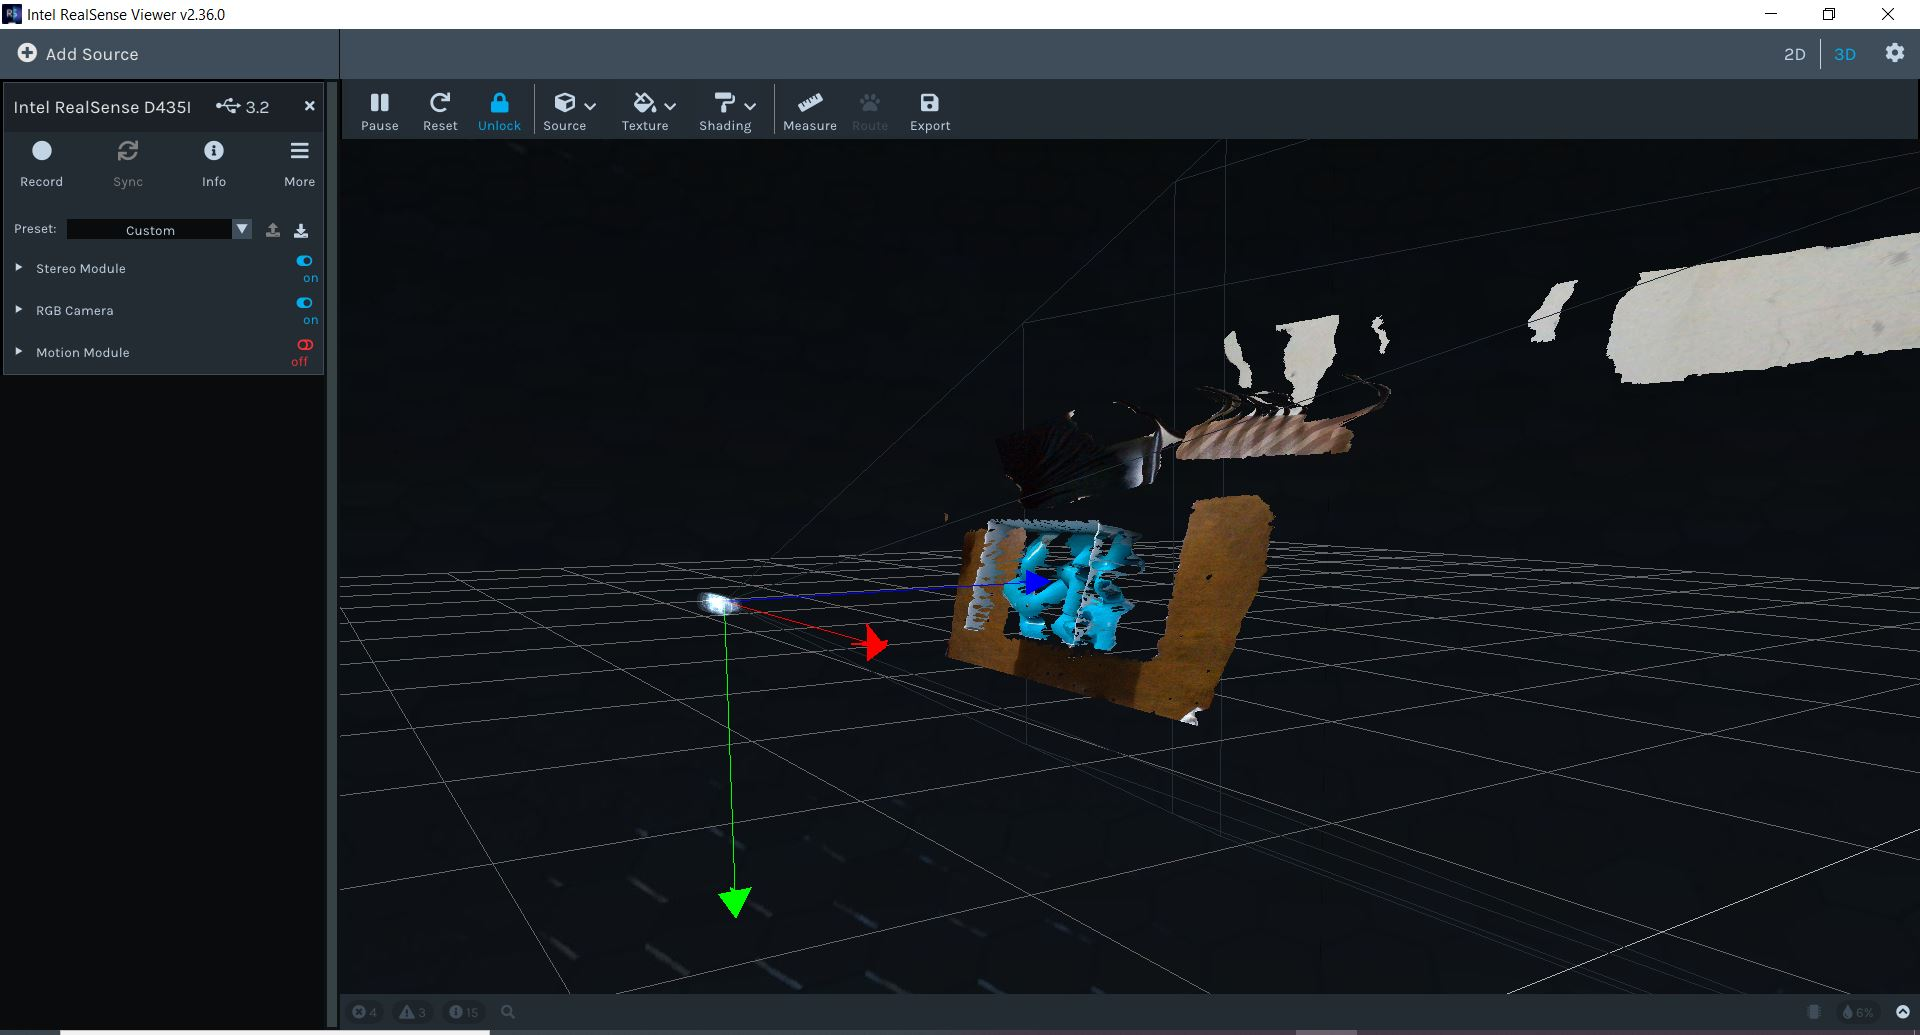 Intel RealSense Viewer v2.36.0
Add Source
2D
3D
Intel RealSense D435I
3.2
Pause
Reset
Unlock
Source
Texture
Shading
Measure
Route
Export
Record
Sync
Info
More
Preset:
Custom
Stereo Module
on
RGB Camera
on
Motion Module
off
4
3
15
6%